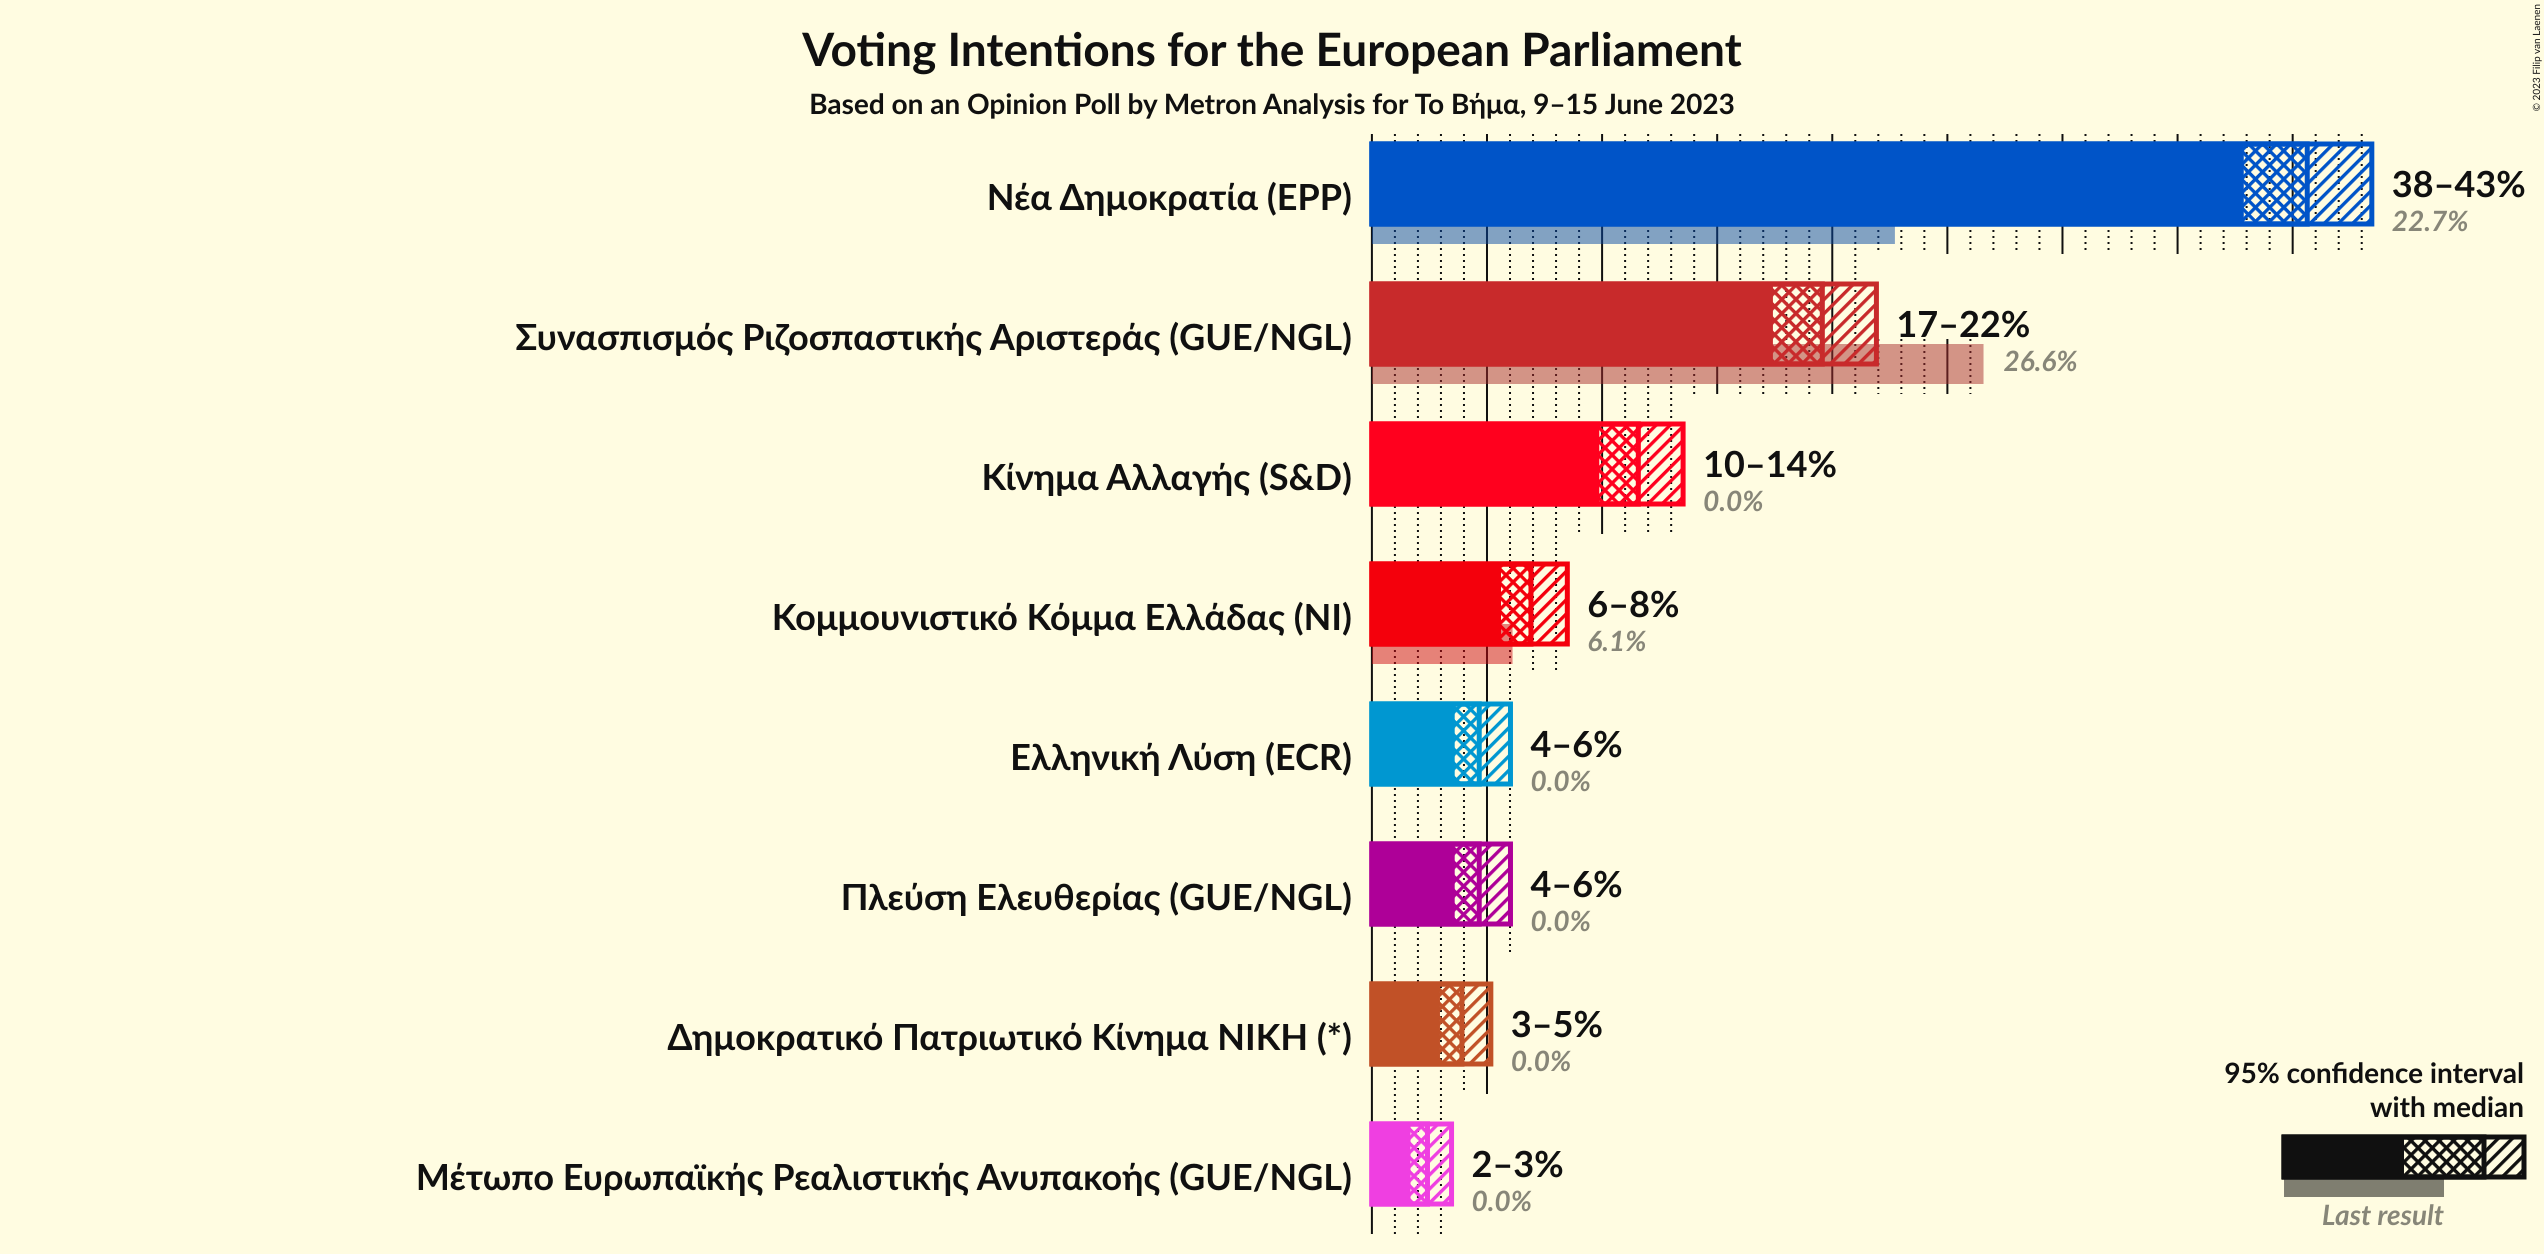 Voting Intentions for the European Parliament
Based on an Opinion Poll by Metron Analysis for Το Βήμα, 9–15 June 2023
Νέα Δημοκρατία (EPP)
38–43%
22.7%
Συνασπισμός Ριζοσπαστικής Αριστεράς (GUE/NGL)
17–22%
26.6%
Κίνημα Αλλαγής (S&D)
10–14%
0.0%
Κομμουνιστικό Κόμμα Ελλάδας (NI)
6–8%
6.1%
Ελληνική Λύση (ECR)
4–6%
0.0%
Πλεύση Ελευθερίας (GUE/NGL)
4–6%
0.0%
Δημοκρατικό Πατριωτικό Κίνημα ΝΙΚΗ (*)
3–5%
0.0%
Μέτωπο Ευρωπαϊκής Ρεαλιστικής Ανυπακοής (GUE/NGL)
2–3%
0.0%
95% confidence interval
with median
Last result
© 2023 Filip van Laenen